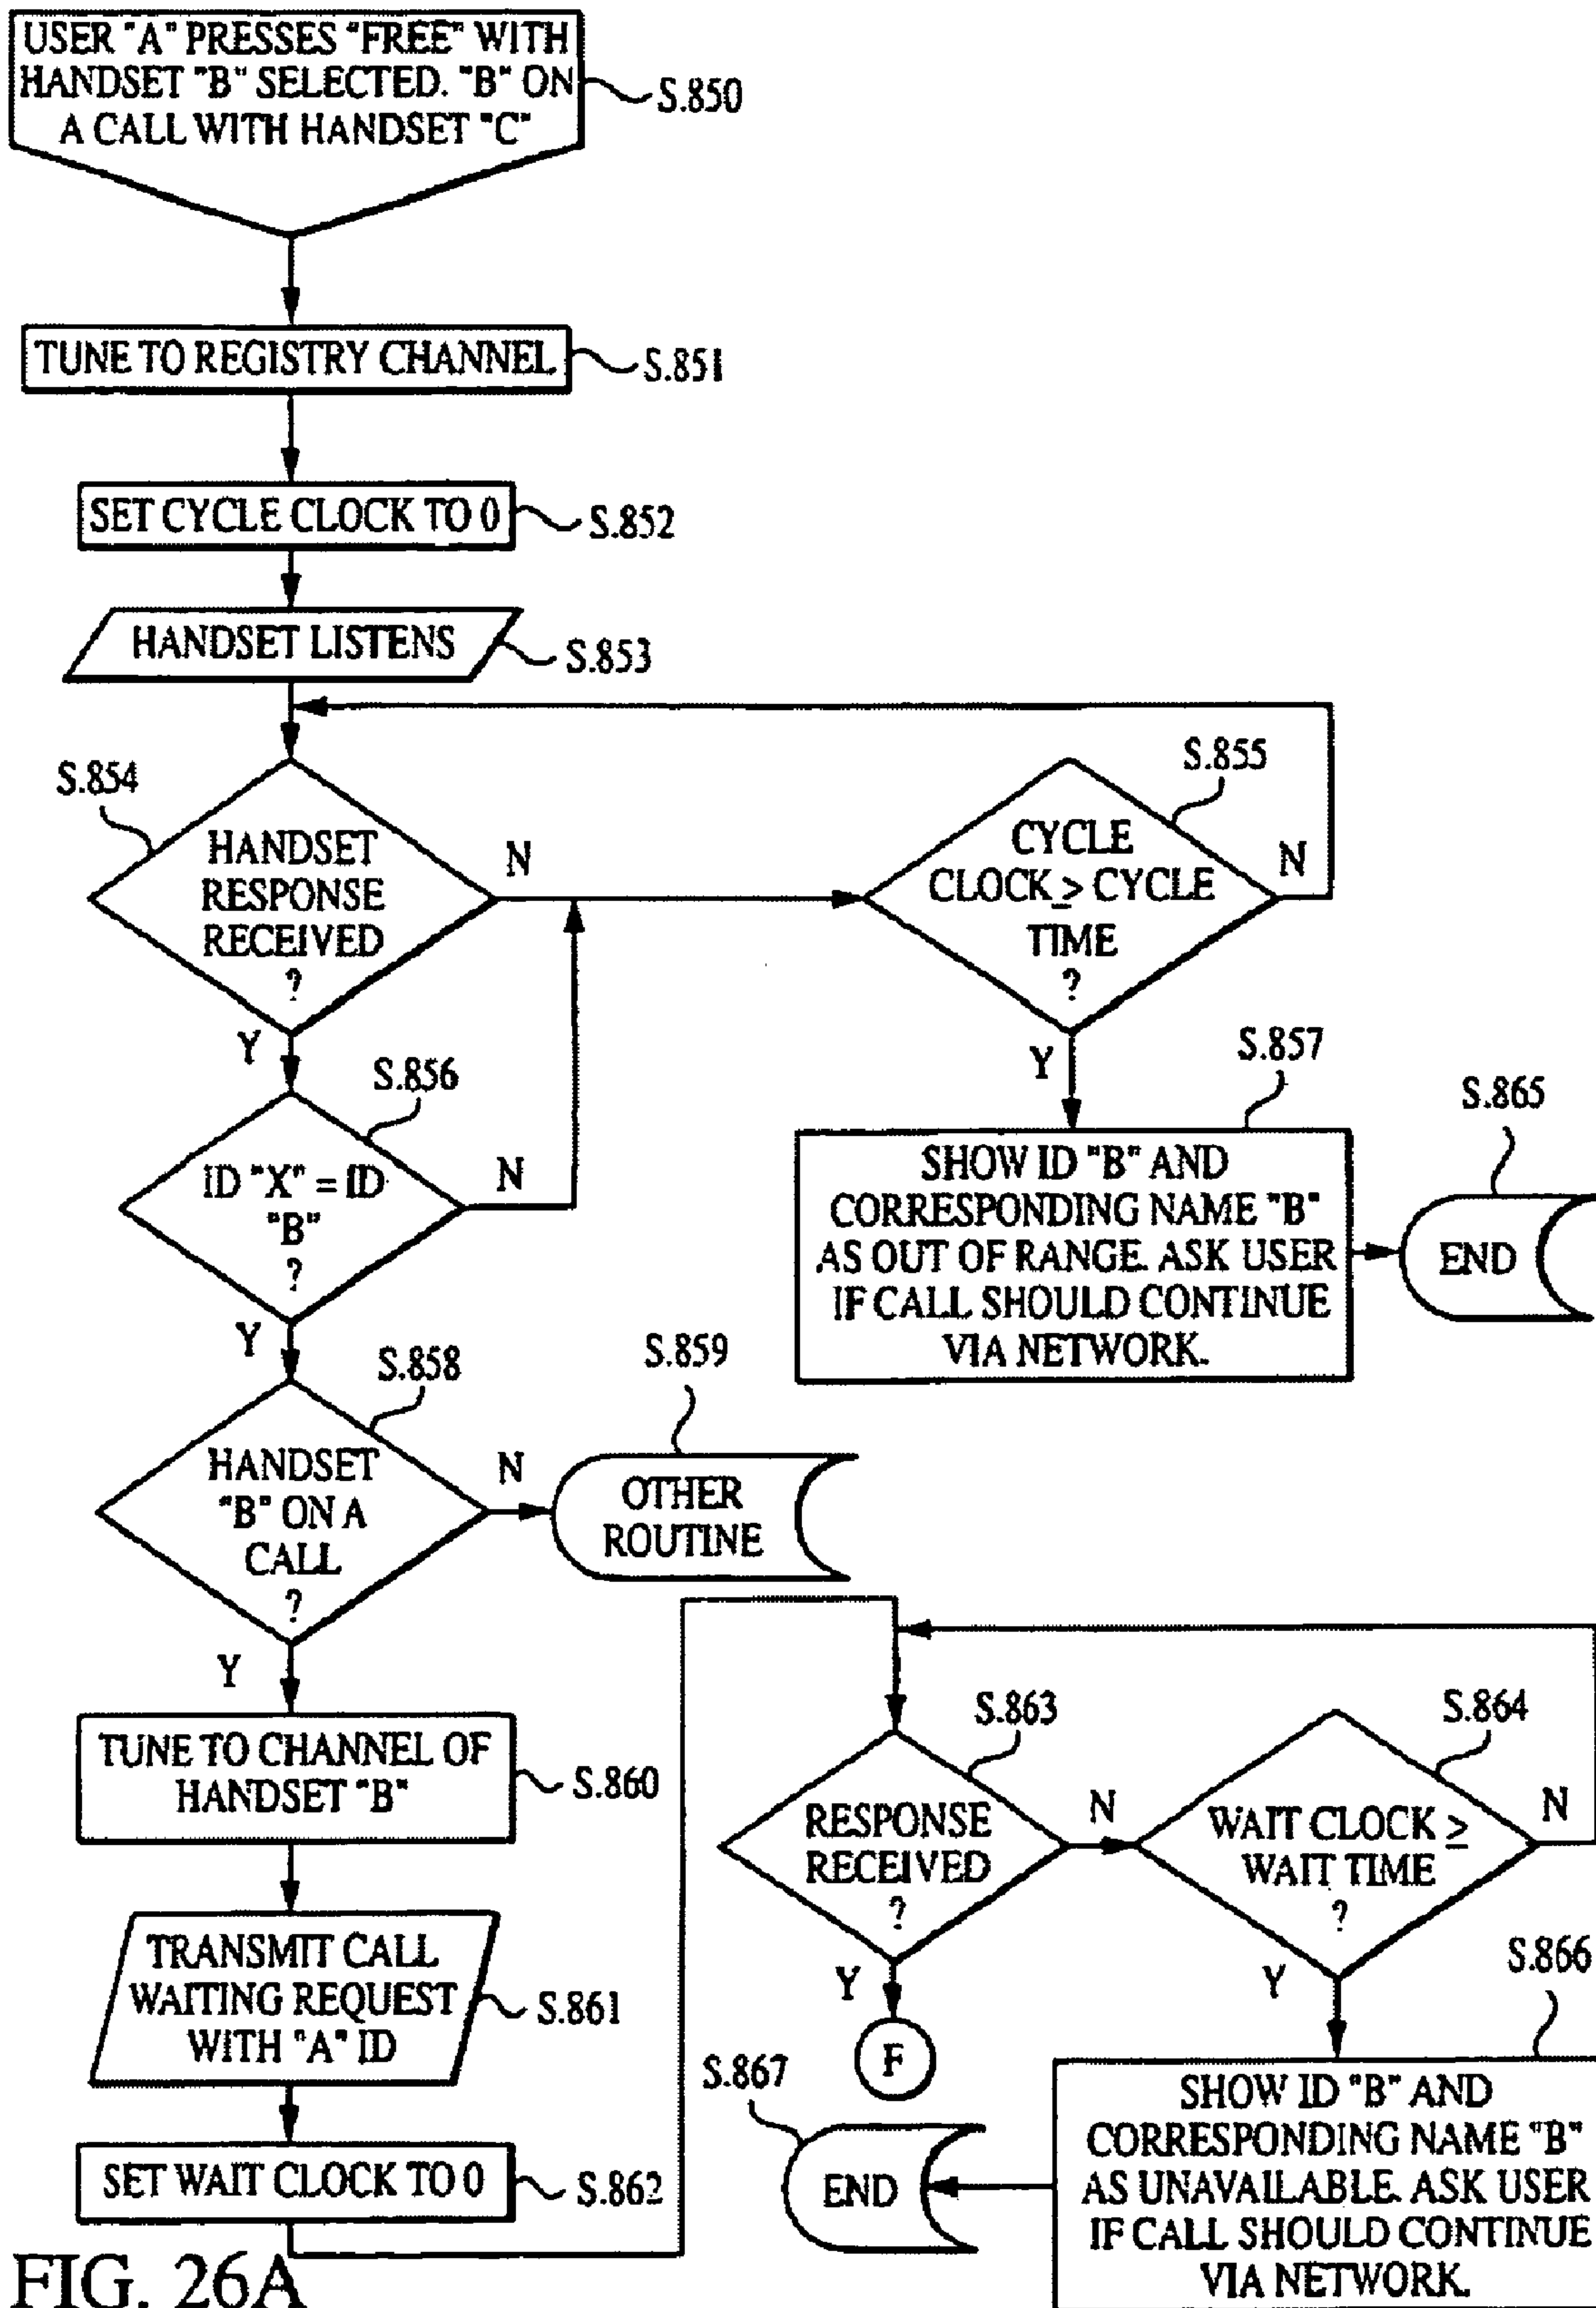 USER "A" PRESSES "FREE" WITH
HANDSET "B" SELECTED. "B" ON
A CALL WITH HANDSET "C"
S.850
TUNE TO REGISTRY CHANNEL
S.851
SET CYCLE CLOCK TO 0
S.852
HANDSET LISTENS
S.853
S.854
HANDSET
RESPONSE
RECEIVED
?
N
Y
S.855
CYCLE
CLOCK ≥ CYCLE
TIME
?
N
Y
S.856
ID "X" = ID
"B"
?
N
Y
S.857
SHOW ID "B" AND
CORRESPONDING NAME "B"
AS OUT OF RANGE. ASK USER
IF CALL SHOULD CONTINUE
VIA NETWORK.
S.865
END
S.858
HANDSET
"B" ON A
CALL
?
N
Y
S.859
OTHER
ROUTINE
TUNE TO CHANNEL OF
HANDSET "B"
S.860
TRANSMIT CALL
WAITING REQUEST
WITH "A" ID
S.861
SET WAIT CLOCK TO 0
S.862
S.863
RESPONSE
RECEIVED
?
N
Y
F
S.864
WAIT CLOCK ≥
WAIT TIME
?
N
Y
S.866
SHOW ID "B" AND
CORRESPONDING NAME "B"
AS UNAVAILABLE. ASK USER
IF CALL SHOULD CONTINUE
VIA NETWORK.
S.867
END
FIG. 26A